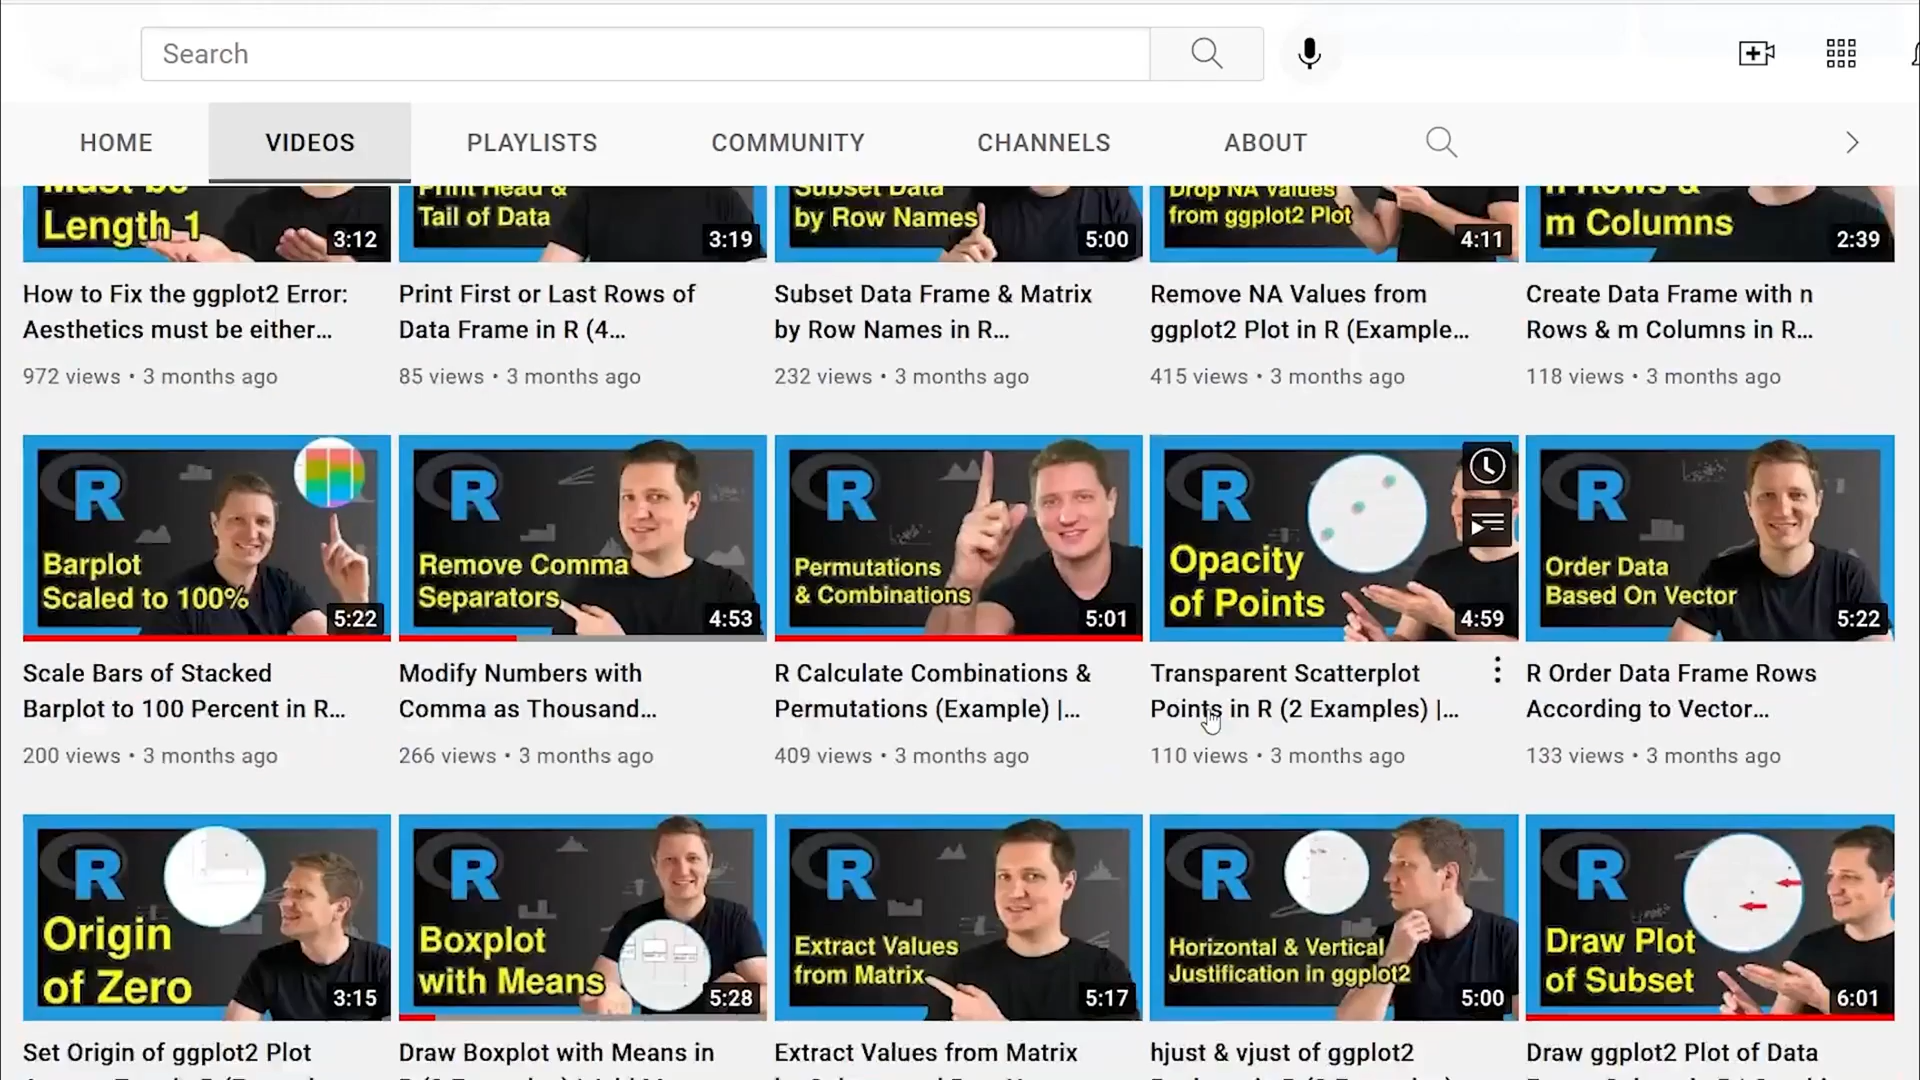 Search
HOME
VIDEOS
PLAYLISTS
COMMUNITY
CHANNELS
ABOUT
Must be
Length 1
3:12
Print Head &
Tail of Data
3:19
Subset Data
by Row Names
5:00
Drop NA Values
from ggplot2 Plot
4:11
n Rows &
m Columns
2:39
How to Fix the ggplot2 Error:
Aesthetics must be either...
972 views • 3 months ago
Print First or Last Rows of
Data Frame in R (4...
85 views • 3 months ago
Subset Data Frame & Matrix
by Row Names in R...
232 views • 3 months ago
Remove NA Values from
ggplot2 Plot in R (Example...
415 views • 3 months ago
Create Data Frame with n
Rows & m Columns in R...
118 views • 3 months ago
R
Barplot
Scaled to 100%
5:22
R
Remove Comma
Separators
4:53
R
Permutations
& Combinations
5:01
R
Opacity
of Points
4:59
R
Order Data
Based On Vector
5:22
Scale Bars of Stacked
Barplot to 100 Percent in R...
200 views • 3 months ago
Modify Numbers with
Comma as Thousand...
266 views • 3 months ago
R Calculate Combinations &
Permutations (Example) |...
409 views • 3 months ago
Transparent Scatterplot
Points in R (2 Examples) |...
110 views • 3 months ago
R Order Data Frame Rows
According to Vector...
133 views • 3 months ago
R
Origin
of Zero
3:15
R
Boxplot
with Means
5:28
R
Extract Values
from Matrix
5:17
R
Horizontal & Vertical
Justification in ggplot2
5:00
R
Draw Plot
of Subset
6:01
Set Origin of ggplot2 Plot
Draw Boxplot with Means in
Extract Values from Matrix
hjust & vjust of ggplot2
Draw ggplot2 Plot of Data